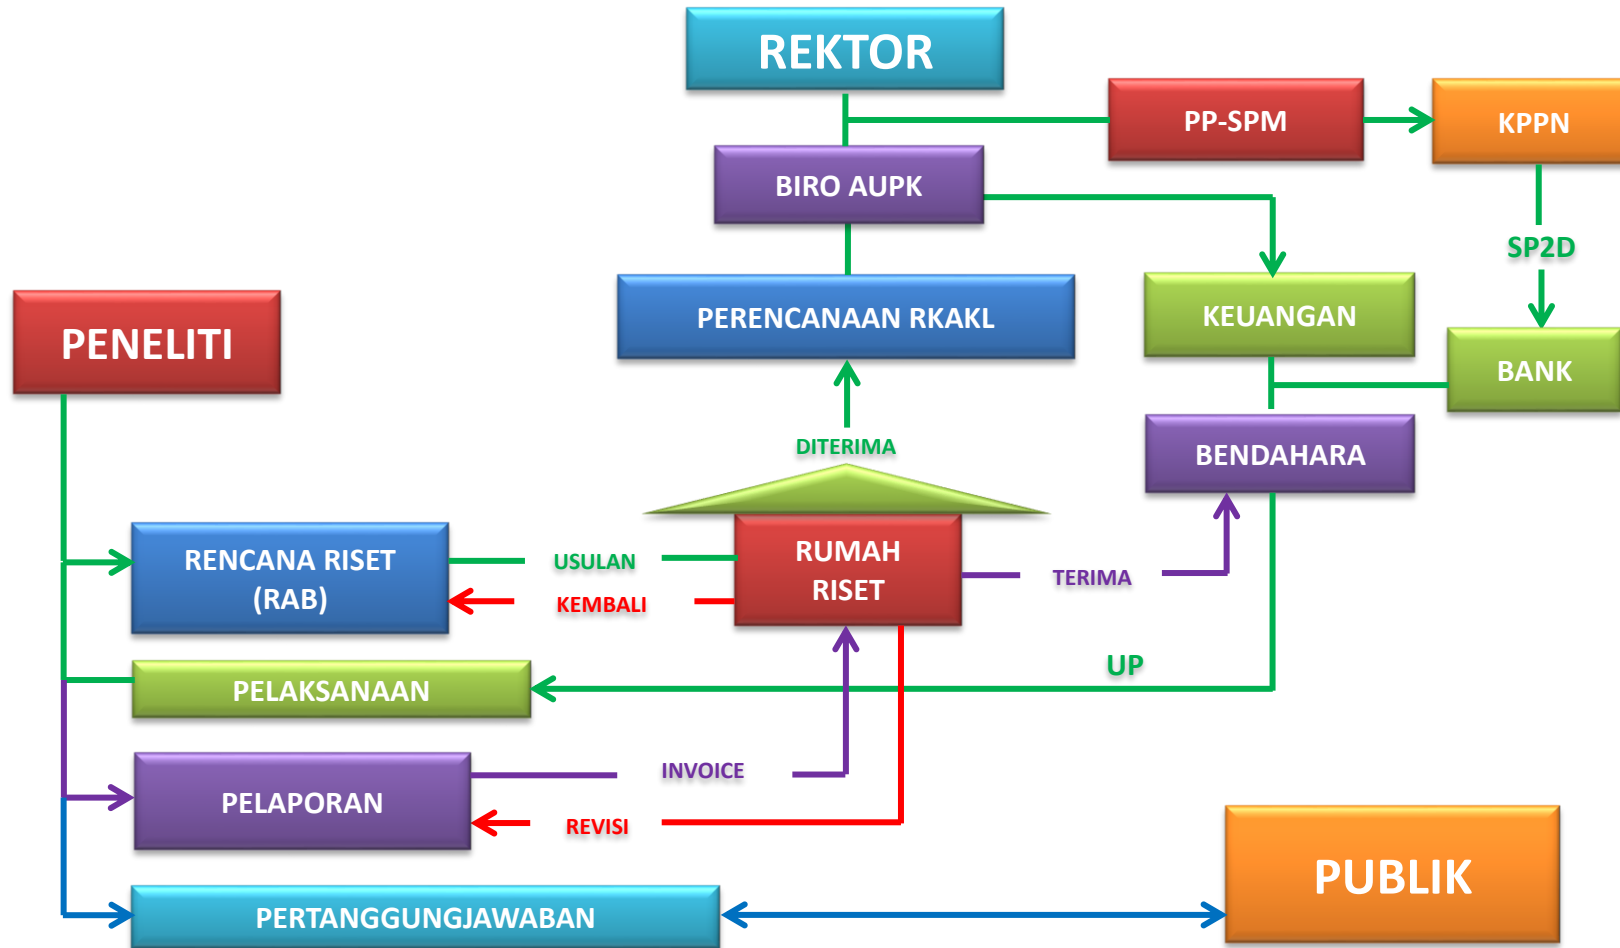 REKTOR
PP-SPM
KPPN
BIRO AUPK
SP2D
PERENCANAAN RKAKL
KEUANGAN
PENELITI
BANK
DITERIMA
BENDAHARA
RENCANA RISET
(RAB)
USULAN
KEMBALI
RUMAH
RISET
TERIMA
UP
PELAKSANAAN
INVOICE
PELAPORAN
REVISI
PUBLIK
PERTANGGUNGJAWABAN